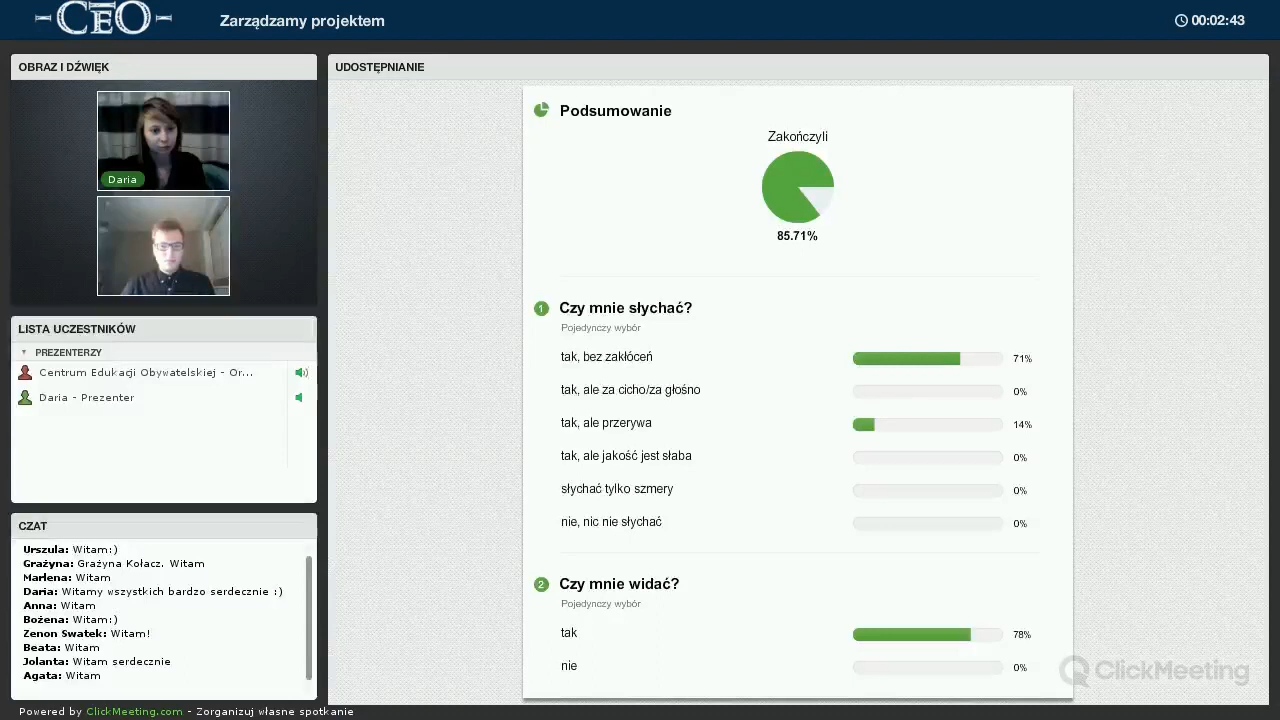 CEO
Zarządzamy projektem
00:02:43
OBRAZ I DŹWIĘK
Daria
LISTA UCZESTNIKÓW
PREZENTERZY
Centrum Edukacji Obywatelskiej - Or...
Daria - Prezenter
CZAT
Urszula: Witam:)
Grażyna: Grażyna Kołacz. Witam
Marlena: Witam
Daria: Witamy wszystkich bardzo serdecznie :)
Anna: Witam
Bożena: Witam:)
Zenon Swatek: Witam!
Beata: Witam
Jolanta: Witam serdecznie
Agata: Witam
UDOSTĘPNIANIE
Podsumowanie
Zakończyli
85.71%
1 Czy mnie słychać?
Pojedynczy wybór
tak, bez zakłóceń 71%
tak, ale za cicho/za głośno 0%
tak, ale przerywa 14%
tak, ale jakość jest słaba 0%
słychać tylko szmery 0%
nie, nic nie słychać 0%
2 Czy mnie widać?
Pojedynczy wybór
tak 78%
nie 0%
ClickMeeting
Powered by ClickMeeting.com - Zorganizuj własne spotkanie